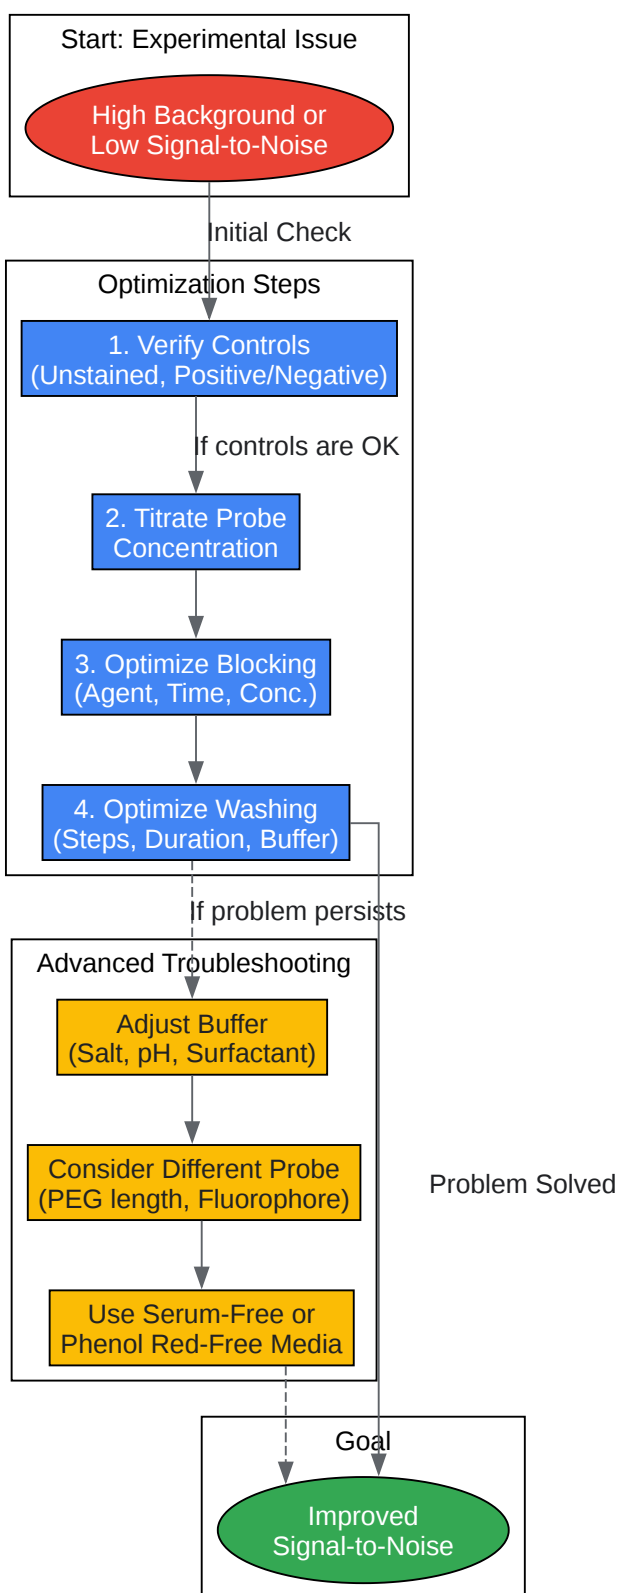 Start: Experimental Issue
High Background or
Low Signal-to-Noise
Initial Check
Optimization Steps
1. Verify Controls
(Unstained, Positive/Negative)
If controls are OK
2. Titrate Probe
Concentration
3. Optimize Blocking
(Agent, Time, Conc.)
4. Optimize Washing
(Steps, Duration, Buffer)
If problem persists
Advanced Troubleshooting
Adjust Buffer
(Salt, pH, Surfactant)
Consider Different Probe
(PEG length, Fluorophore)
Problem Solved
Use Serum-Free or
Phenol Red-Free Media
Goal
Improved
Signal-to-Noise